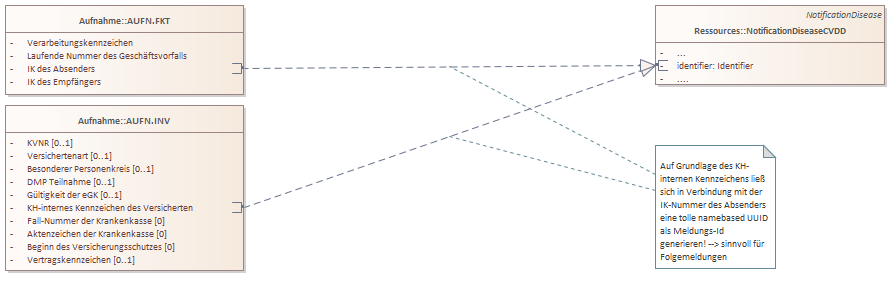 Aufnahme::AUFN.FKT
- Verarbeitungskennzeichen
- Laufende Nummer des Geschäftsvorfalls
- IK des Absenders
- IK des Empfängers
Aufnahme::AUFN.INV
- KVNR [0..1]
- Versichertenart [0..1]
- Besonderer Personenkreis [0..1]
- DMP Teilnahme [0..1]
- Gültigkeit der eGK [0..1]
- KH-internes Kennzeichen des Versicherten
- Fall-Nummer der Krankenkasse [0]
- Aktenzeichen der Krankenkasse [0]
- Beginn des Versicherungsschutzes [0]
- Vertragskennzeichen [0..1]
NotificationDisease
Ressources::NotificationDiseaseCVDD
- ...
- identifier: Identifier
- ....
Auf Grundlage des KH-
internen Kennzeichens ließ
sich in Verbindung mit der
IK-Nummer des Absenders
eine tolle namebased UUID
als Meldungs-Id
generieren! --> sinnvoll für
Folgemeldungen